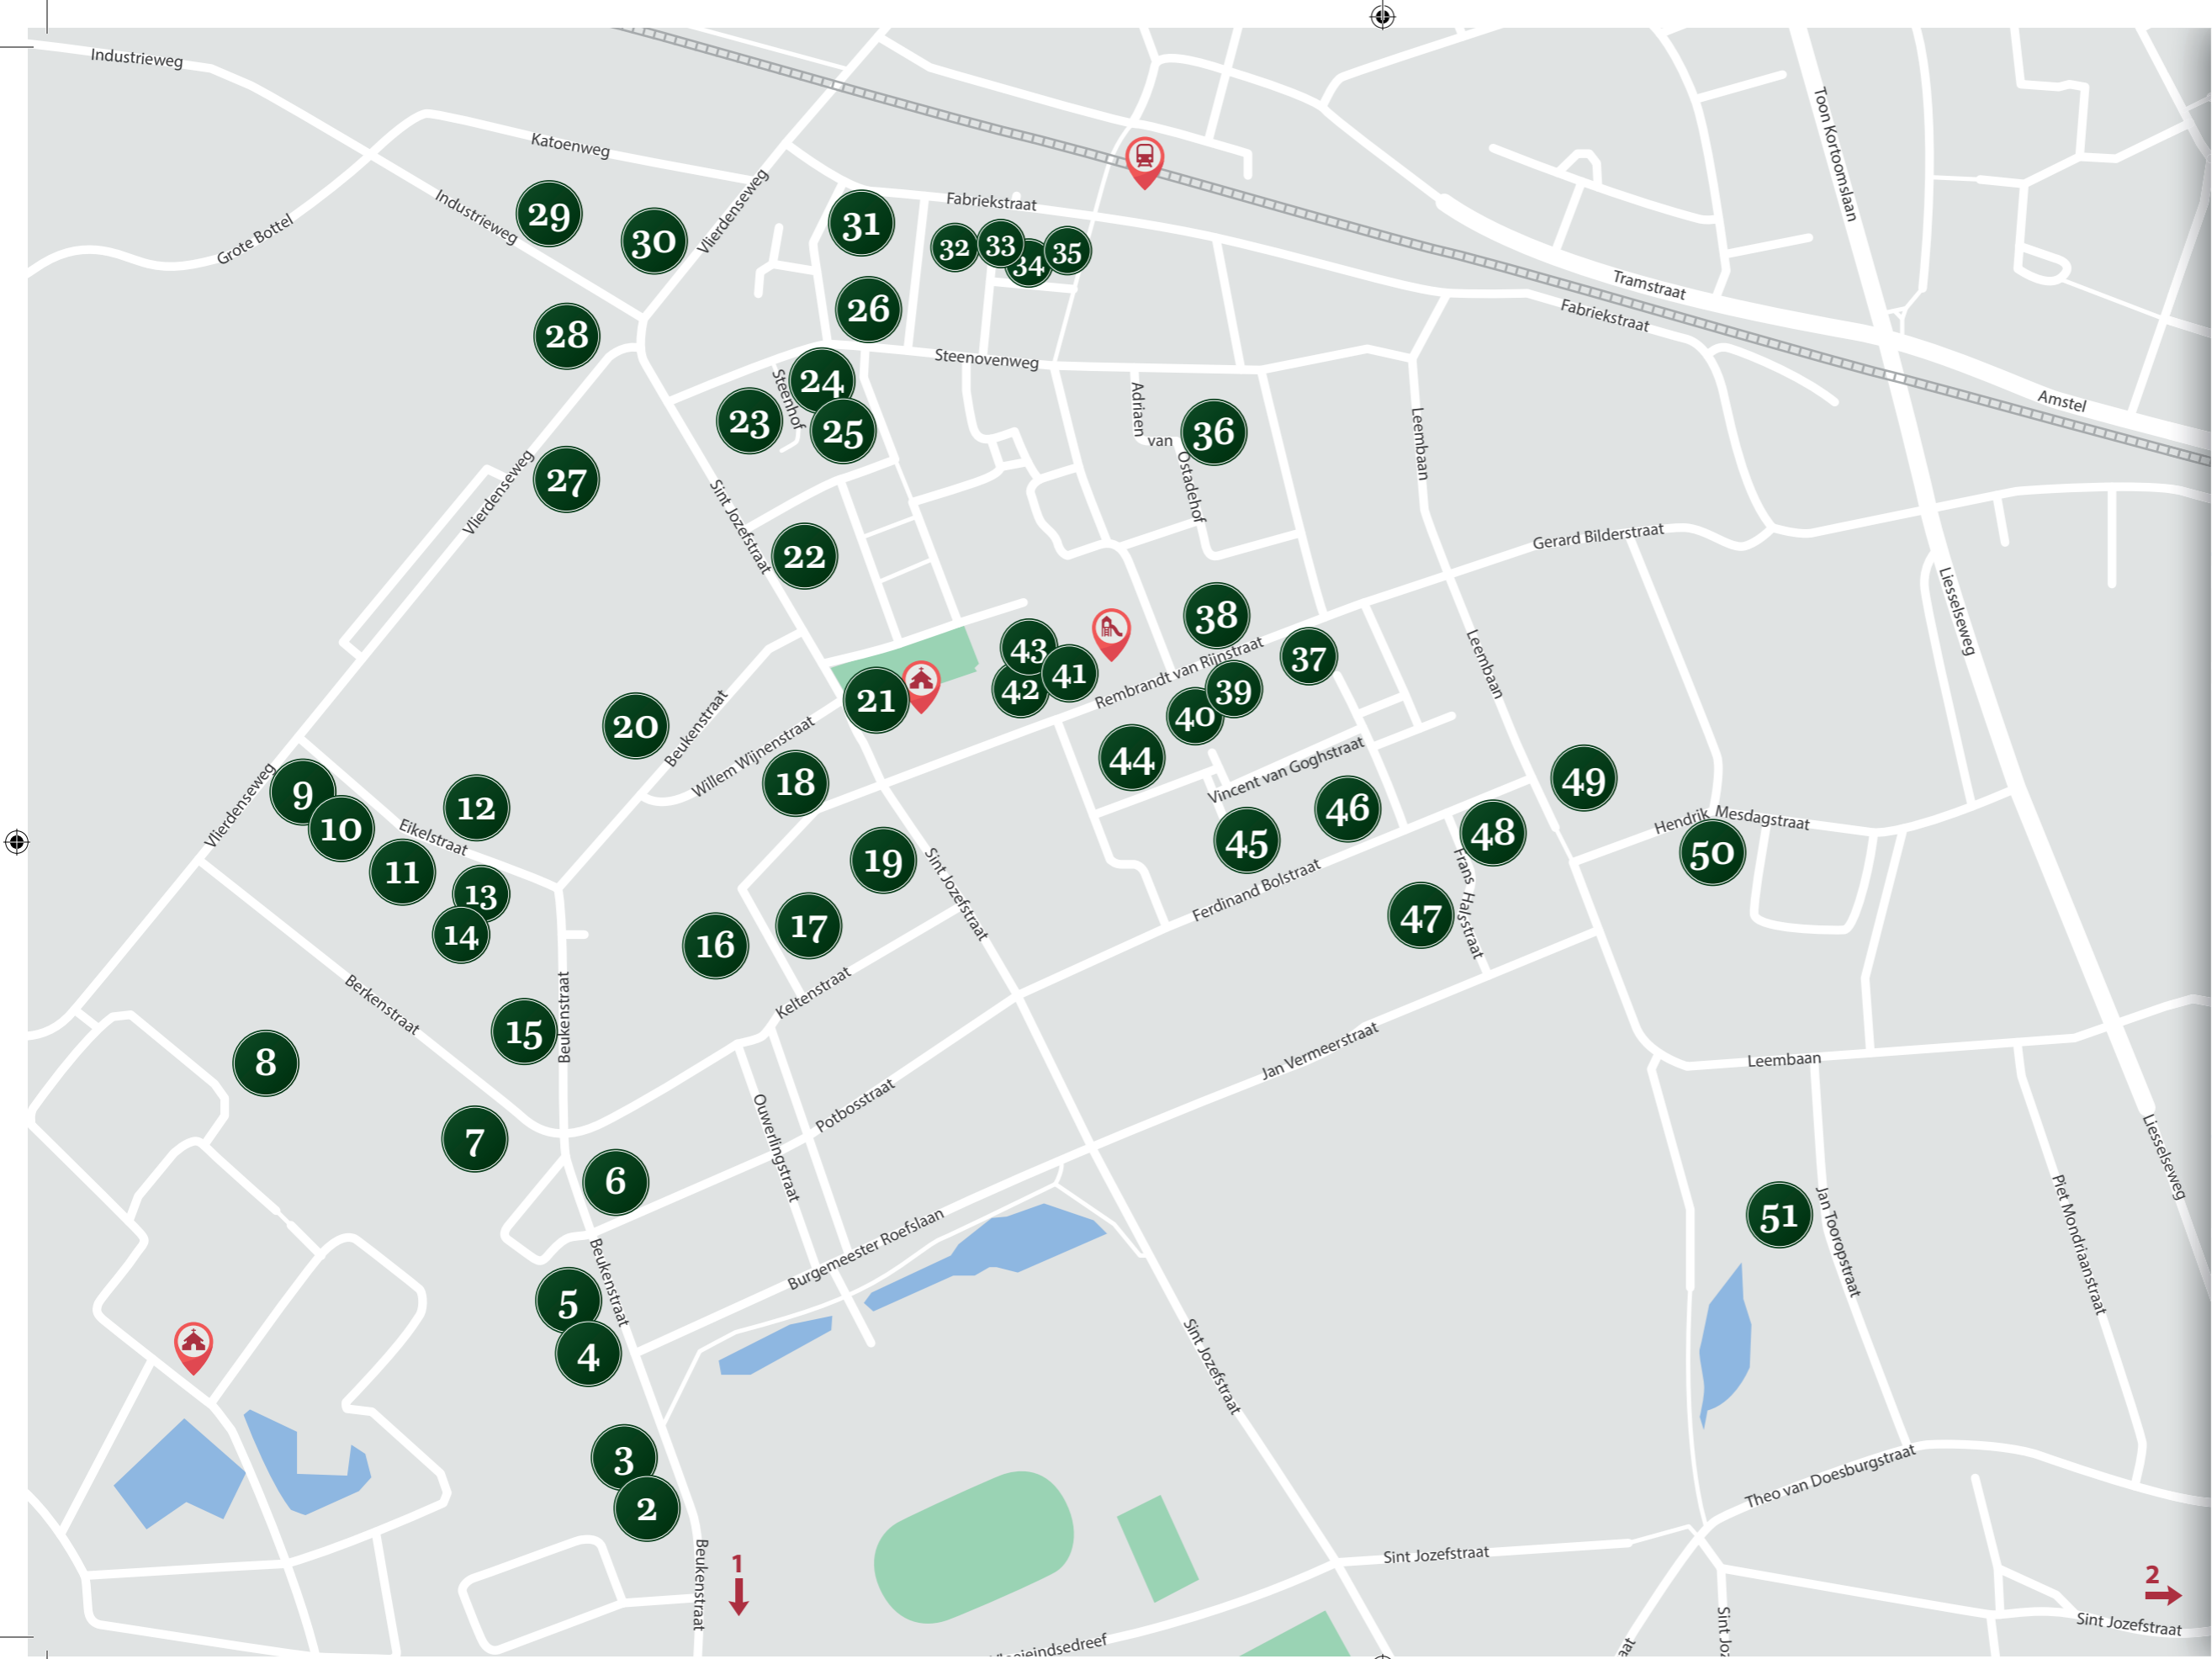 Industrieweg
Katoenweg
Toon Kortoomslaan
29
Industrieweg
Vlierdenseweg
Grote Bottel
30
31
Fabriekstraat
32
33
34
35
26
Tramstraat
Fabriekstraat
28
Steenovenweg
24
Steenhof
23
25
Adriaen
van
Ostadehof
36
Leembaan
Amstel
27
Vlierdenseweg
Sint Jozefstraat
22
Gerard Bilderstraat
Liesselseweg
38
43
42
41
Rembrandt van Rijnstraat
37
39
40
Leembaan
21
20
Beukenstraat
Willem Wijnenstraat
18
44
Vincent van Goghstraat
49
Vlierdenseweg
9
10
12
Eikelstraat
11
13
14
19
Sint Jozefstraat
45
46
48
Hendrik Mesdagstraat
50
Ferdinand Bolstraat
Frans Halsstraat
47
16
17
Keltenstraat
Berkenstraat
15
Beukenstraat
8
Jan Vermeerstraat
Leembaan
7
Ouwerlingstraat
Potbosstraat
6
Liesselseweg
51
Jan Tooropstraat
Piet Mondriaanstraat
Burgemeester Roefslaan
Beukenstraat
5
4
Sint Jozefstraat
3
2
Theo van Doesburgstraat
Beukenstraat
1
Sint Jozefstraat
2
Sint Jozefstraat